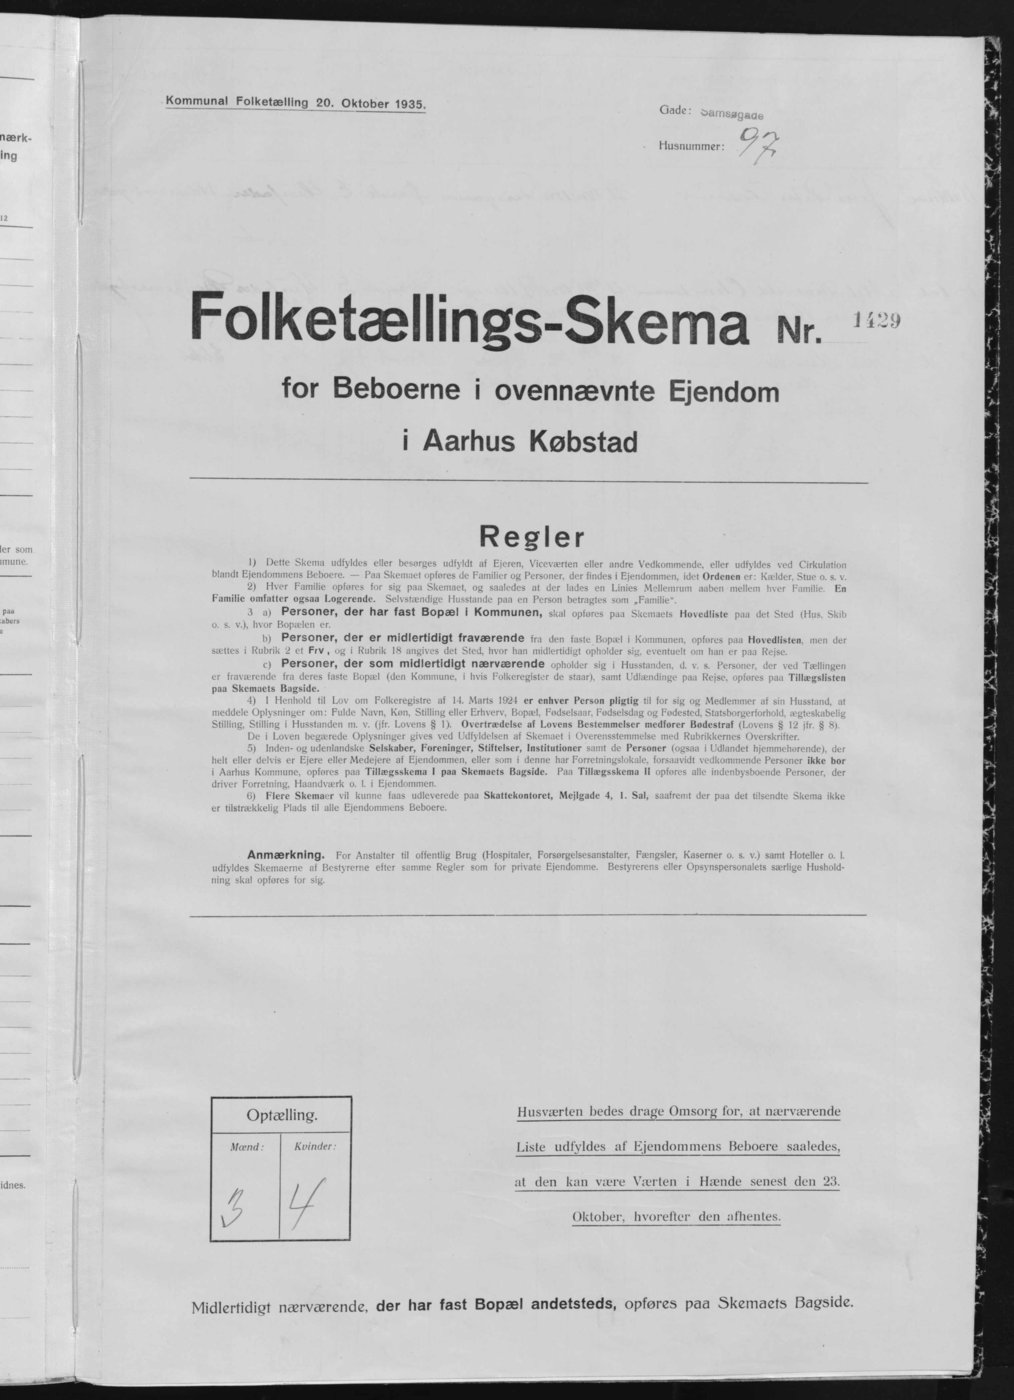 Kommunal Folketælling 20. Oktober 1935.
Gade: Samsøgade
Husnummer: 97
Folketællings-Skema Nr. 1429
for Beboerne i ovennævnte Ejendom
i Aarhus Købstad
Regler
1) Dette Skema udfyldes eller besørges udfyldt af Ejeren, Viceværten eller andre Vedkommende, eller udfyldes ved Cirkulation
blandt Ejendommens Beboere. — Paa Skemaet opføres de Familier og Personer, der findes i Ejendommen, idet Ordenen er: Kælder, Stue o. s. v.
2) Hver Familie opføres for sig paa Skemaet, og saaledes at der lades en Linies Mellemrum aaben mellem hver Familie. En
Familie omfatter ogsaa Logerende. Selvstændige Husstande paa en Person betragtes som „Familie".
3 a) Personer, der har fast Bopæl i Kommunen, skal opføres paa Skemaets Hovedliste paa det Sted (Hus, Skib
o. s. v.), hvor Bopælen er.
b) Personer, der er midlertidigt fraværende fra den faste Bopæl i Kommunen, opføres paa Hovedlisten, men der
sættes i Rubrik 2 et Frv, og i Rubrik 18 angives det Sted, hvor han midlertidigt opholder sig, eventuelt om han er paa Rejse.
c) Personer, der som midlertidigt nærværende opholder sig i Husstanden, d. v. s. Personer, der ved Tællingen
er fraværende fra deres faste Bopæl (den Kommune, i hvis Folkeregister de staar), samt Udlændinge paa Rejse, opføres paa Tillægslisten
paa Skemaets Bagside.
4) I Henhold til Lov om Folkeregistre af 14. Marts 1924 er enhver Person pligtig til for sig og Medlemmer af sin Husstand, at
meddele Oplysninger om: Fulde Navn, Køn, Stilling eller Erhverv, Bopæl, Fødselsaar, Fødselsdag og Fødested, Statsborgerforhold, ægteskabelig
Stilling, Stilling i Husstanden m. v. (jfr. Lovens § 1). Overtrædelse af Lovens Bestemmelser medfører Bødestraf (Lovens § 12 jfr. § 8).
De i Loven begærede Oplysninger gives ved Udfyldelsen af Skemaet i Overensstemmelse med Rubrikkernes Overskrifter.
5) Inden- og udenlandske Selskaber, Foreninger, Stiftelser, Institutioner samt de Personer (ogsaa i Udlandet hjemmehørende), der
helt eller delvis er Ejere eller Medejere af Ejendommen, eller som i denne har Forretningslokale, forsaavidt vedkommende Personer ikke bor
i Aarhus Kommune, opføres paa Tillægsskema I paa Skemaets Bagside. Paa Tillægsskema II opføres alle indenbysboende Personer, der
driver Forretning, Haandværk o. l. i Ejendommen.
6) Flere Skemaer vil kunne faas udleverede paa Skattekontoret, Mejlgade 4, 1. Sal, saafremt der paa det tilsendte Skema ikke
er tilstrækkelig Plads til alle Ejendommens Beboere.
Anmærkning. For Anstalter til offentlig Brug (Hospitaler, Forsørgelsesanstalter, Fængsler, Kaserner o. s. v.) samt Hoteller o. l.
udfyldes Skemaerne af Bestyrerne efter samme Regler som for private Ejendomme. Bestyrerens eller Opsynspersonalets særlige Hushold-
ning skal opføres for sig.
Optælling.
Mænd: Kvinder:
3 4
Husværten bedes drage Omsorg for, at nærværende
Liste udfyldes af Ejendommens Beboere saaledes,
at den kan være Værten i Hænde senest den 23.
Oktober, hvorefter den afhentes.
Midlertidigt nærværende, der har fast Bopæl andetsteds, opføres paa Skemaets Bagside.